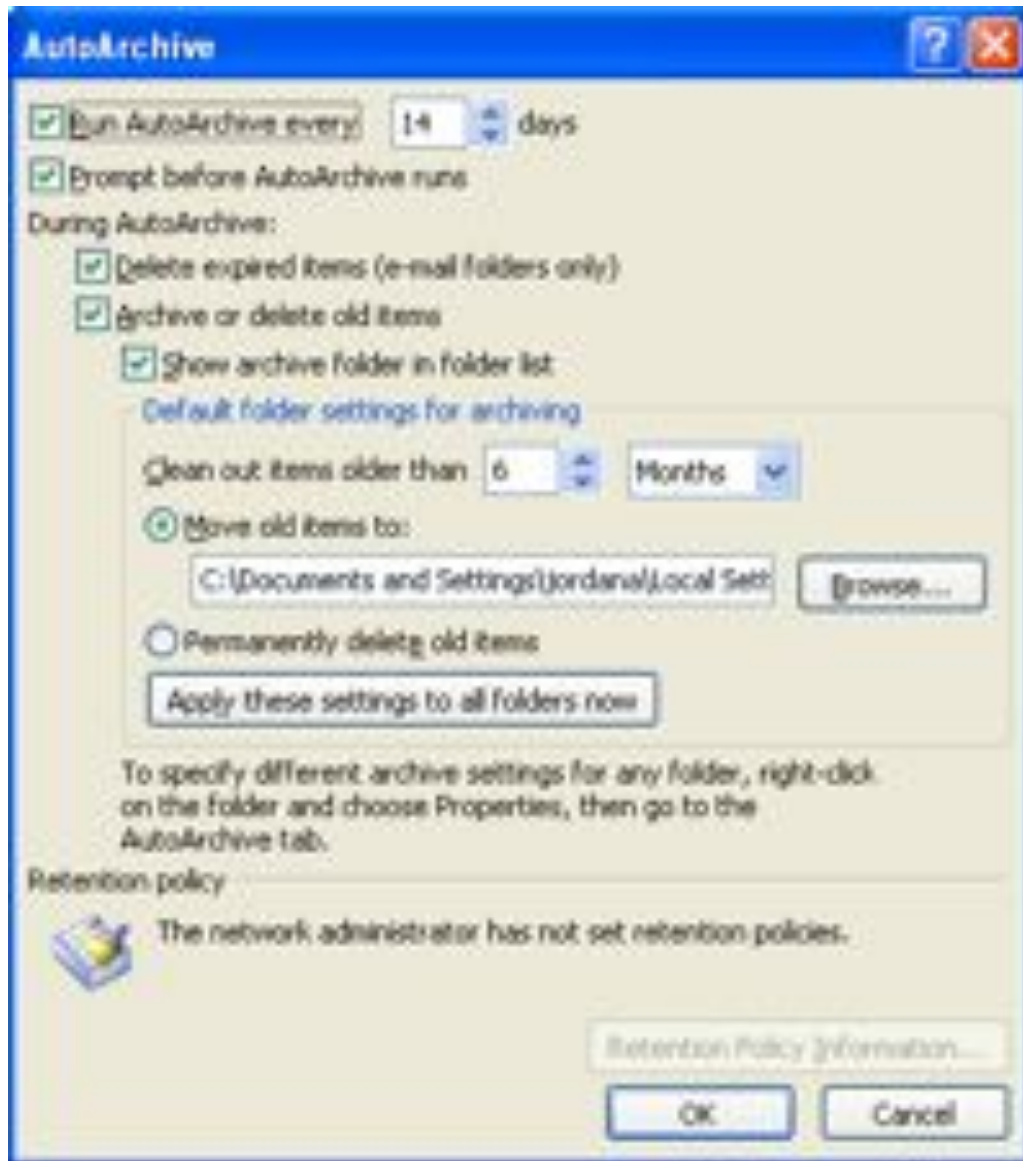 AutoArchive
Run AutoArchive every 14 days
Prompt before AutoArchive runs
During AutoArchive:
Delete expired items (e-mail folders only)
Archive or delete old items
Show archive folder in folder list
Default folder settings for archiving
Clean out items older than 6 Months
Move old items to:
C:\Documents and Settings\jordana\Local Sett
Browse...
Permanently delete old items
Apply these settings to all folders now
To specify different archive settings for any folder, right-click
on the folder and choose Properties, then go to the
AutoArchive tab.
Retention policy
The network administrator has not set retention policies.
Retention Policy Information...
OK Cancel